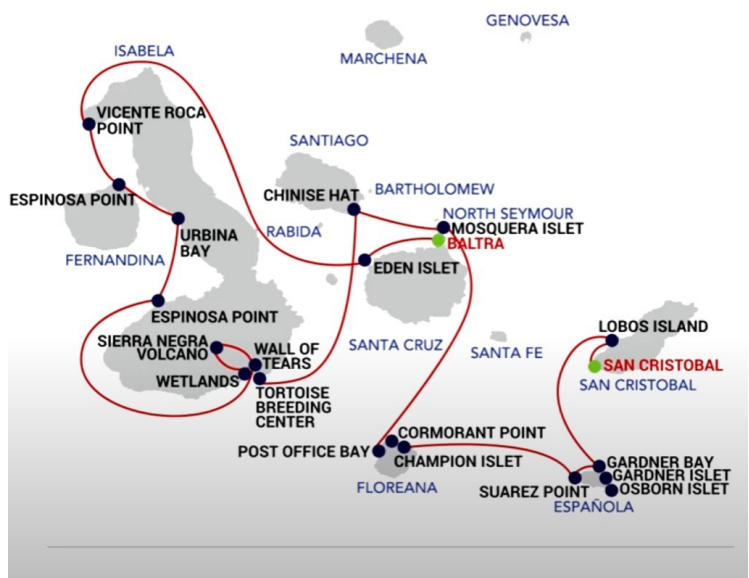 GENOVESA
ISABELA
MARCHENA
VICENTE ROCA
POINT
SANTIAGO
BARTHOLOMEW
CHINISE HAT
ESPINOSA POINT
NORTH SEYMOUR
MOSQUERA ISLET
RABIDA
URBINA
BAY
BALTRA
FERNANDINA
EDEN ISLET
ESPINOSA POINT
LOBOS ISLAND
SIERRA NEGRA
VOLCANO
WALL OF
TEARS
SANTA CRUZ
SANTA FE
SAN CRISTOBAL
SAN CRISTOBAL
WETLANDS
TORTOISE
BREEDING
CENTER
CORMORANT POINT
POST OFFICE BAY
CHAMPION ISLET
GARDNER BAY
GARDNER ISLET
FLOREANA
SUAREZ POINT
OSBORN ISLET
ESPAÑOLA